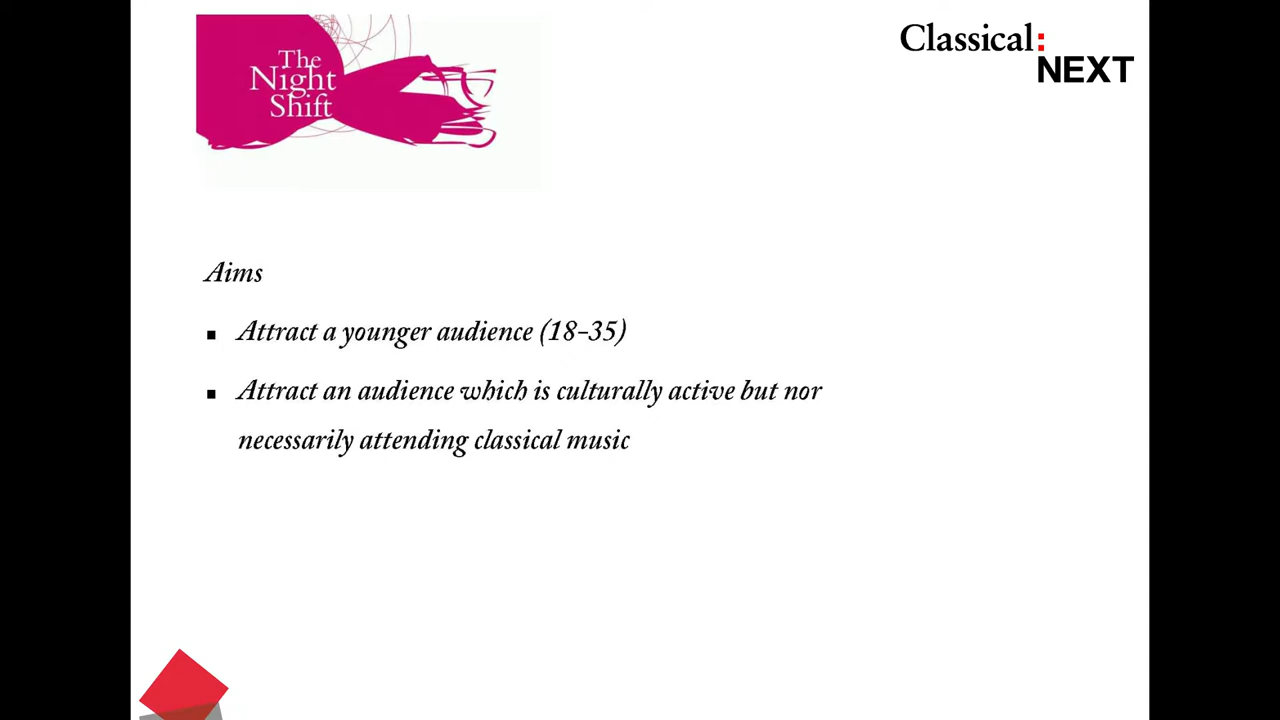 The
Night
Shift
Classical:
NEXT
Aims
▪ Attract a younger audience (18-35)
▪ Attract an audience which is culturally active but nor
necessarily attending classical music